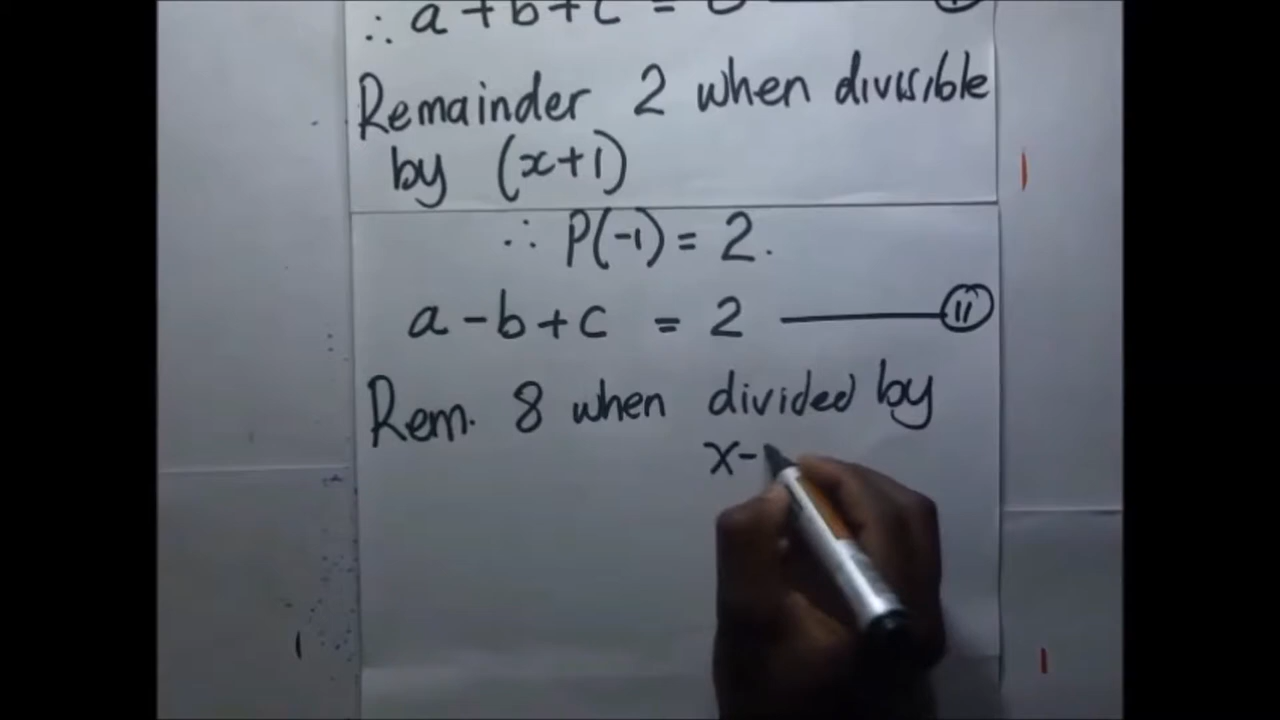 ∴ a + b + c =
Remainder 2 when divisible
by (x+1)
∴ P(-1) = 2.
a - b + c = 2 ——— (ii)
Rem. 8 when divided by
x-